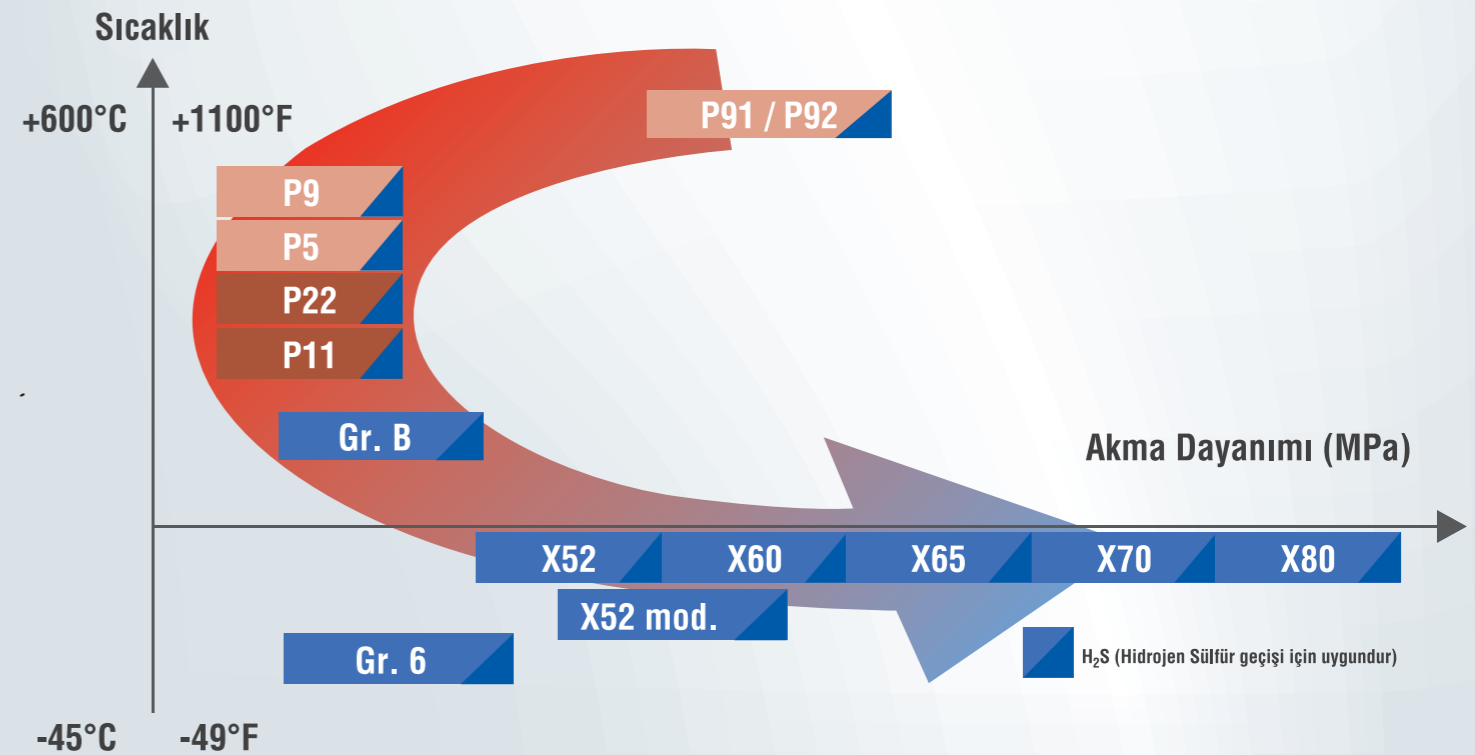 Sıcaklık
+600°C
+1100°F
P91 / P92
P9
P5
P22
P11
Gr. B
Akma Dayanımı (MPa)
X52
X60
X65
X70
X80
X52 mod.
Gr. 6
H₂S (Hidrojen Sülfür geçişi için uygundur)
-45°C
-49°F